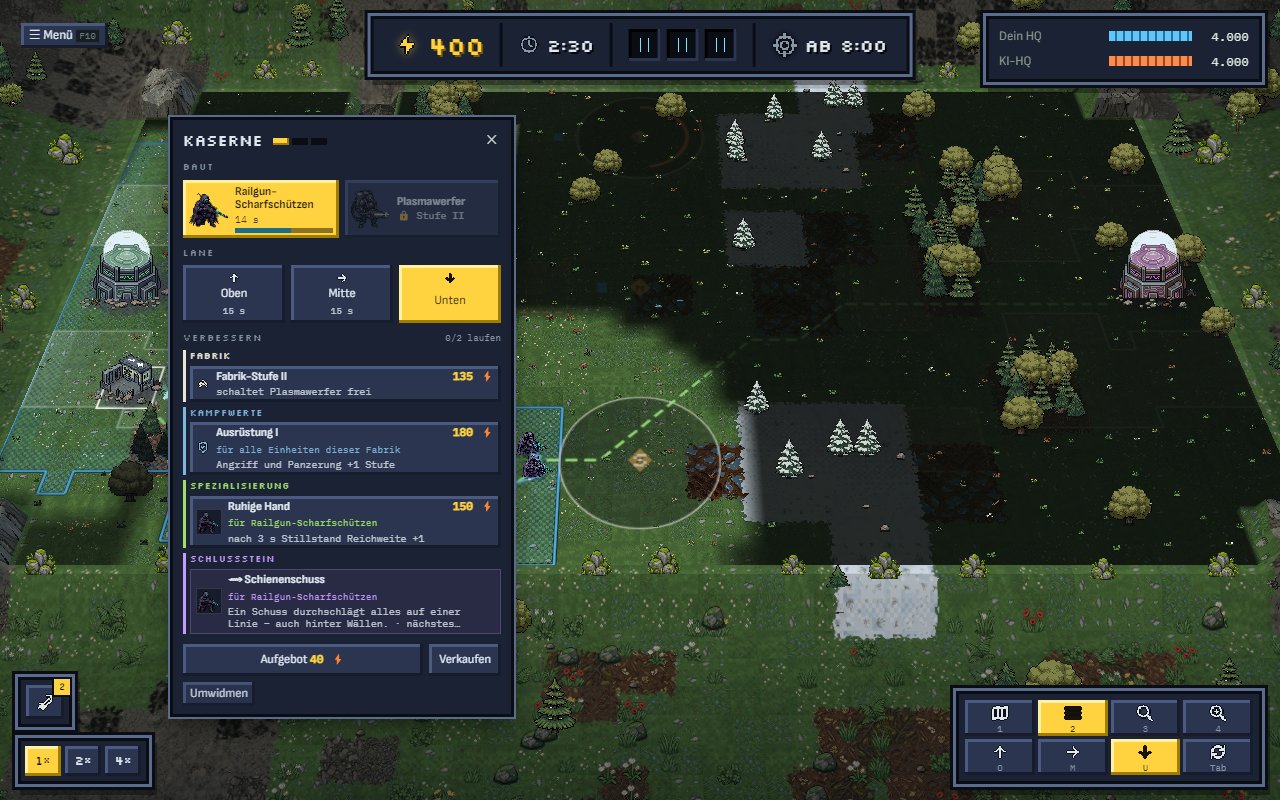 ☰ Menü F10
400
2:30
AB 8:00
Dein HQ 4.000
KI-HQ 4.000
KASERNE
BAUT
Railgun-
Scharfschützen
14 s
Plasmawerfer
Stufe II
LANE
Oben
15 s
Mitte
15 s
Unten
VERBESSERN 0/2 laufen
FABRIK
Fabrik-Stufe II 135
schaltet Plasmawerfer frei
KAMPFWERTE
Ausrüstung I 180
für alle Einheiten dieser Fabrik
Angriff und Panzerung +1 Stufe
SPEZIALISIERUNG
Ruhige Hand 150
für Railgun-Scharfschützen
nach 3 s Stillstand Reichweite +1
SCHLUSSSTEIN
Schienenschuss
für Railgun-Scharfschützen
Ein Schuss durchschlägt alles auf einer
Linie – auch hinter Wällen. · nächstes…
Aufgebot 40
Verkaufen
Umwidmen
2
1× 2× 4×
1 2 3 4
O M U Tab